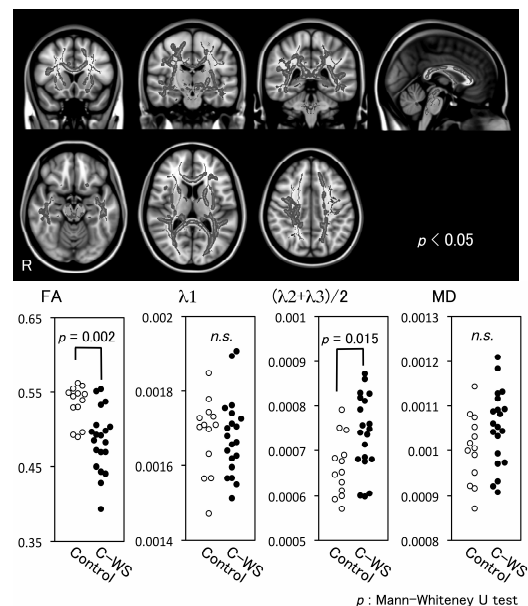 R
p < 0.05
FA
λ1
(λ2+λ3)/2
MD
0.65
0.55
0.45
0.35
p = 0.002
Control
C-WS
0.002
0.0018
0.0016
0.0014
n.s.
Control
C-WS
0.001
0.0009
0.0008
0.0007
0.0006
0.0005
p = 0.015
Control
C-WS
0.0013
0.0012
0.0011
0.001
0.0009
0.0008
n.s.
Control
C-WS
p : Mann-Whiteney U test